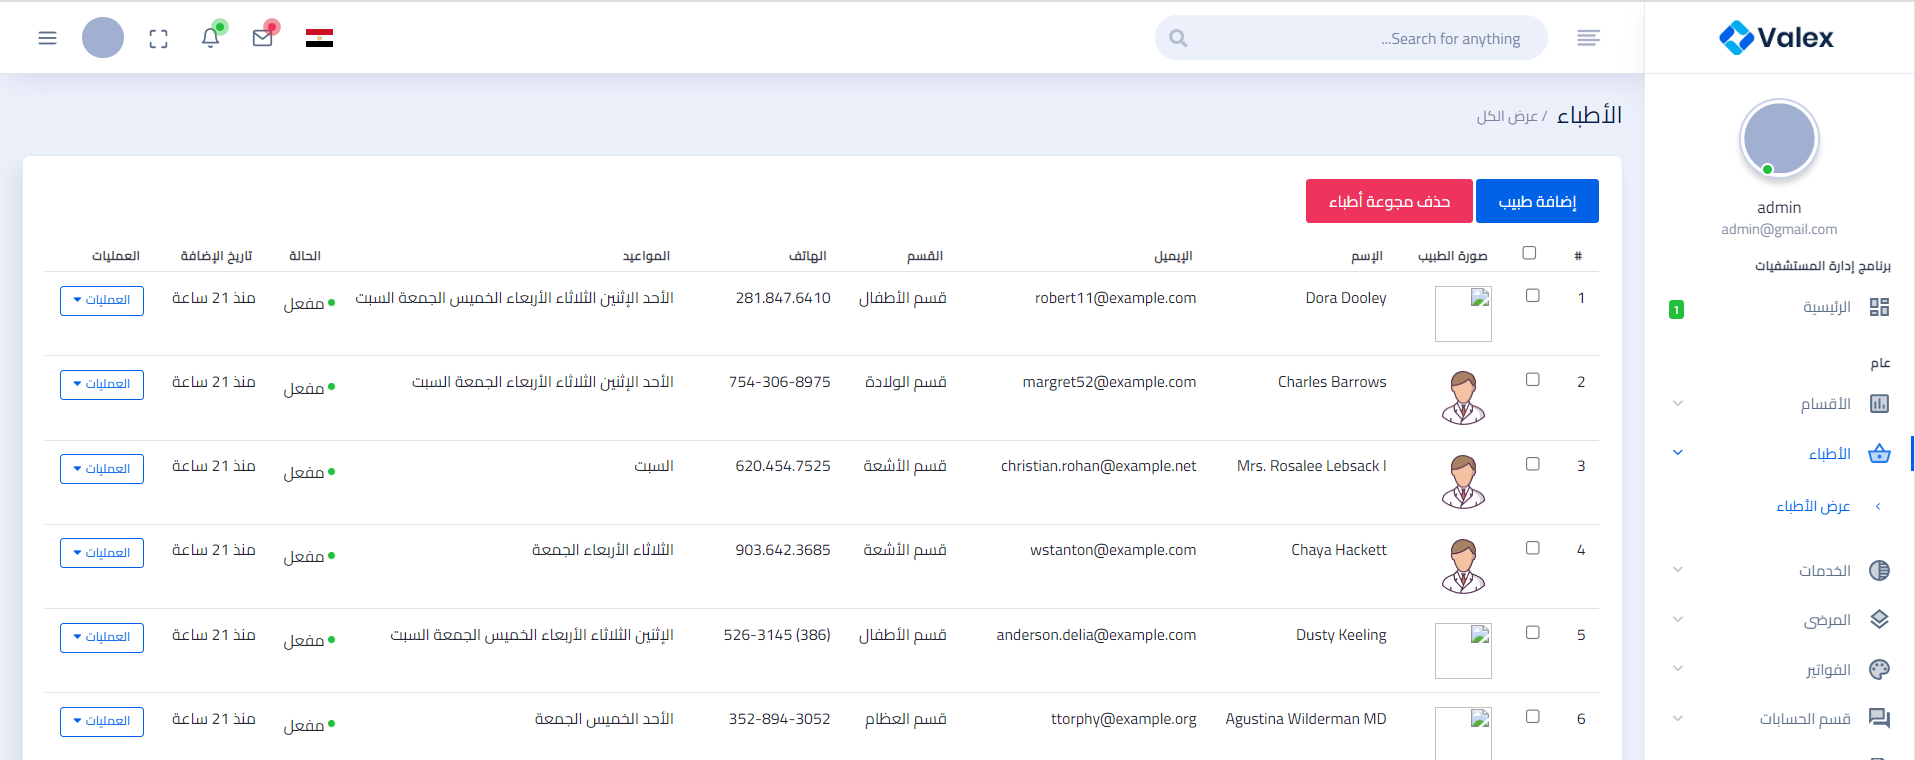 Valex
Search for anything...
admin
admin@gmail.com
برنامج إدارة المستشفيات
الرئيسية
1
عام
الأقسام
الأطباء
عرض الأطباء
الخدمات
المرضى
الفواتير
قسم الحسابات
الأطباء / عرض الكل
إضافة طبيب
حذف مجوعة أطباء
# صورة الطبيب الإسم الإيميل القسم الهاتف المواعيد الحالة تاريخ الإضافة العمليات
1 Dora Dooley robert11@example.com قسم الأطفال 281.847.6410 الأحد الإثنين الثلاثاء الأربعاء الخميس الجمعة السبت مفعل منذ 21 ساعة العمليات
2 Charles Barrows margret52@example.com قسم الولادة 754-306-8975 الأحد الإثنين الثلاثاء الأربعاء الجمعة السبت مفعل منذ 21 ساعة العمليات
3 Mrs. Rosalee Lebsack I christian.rohan@example.net قسم الأشعة 620.454.7525 السبت مفعل منذ 21 ساعة العمليات
4 Chaya Hackett wstanton@example.com قسم الأشعة 903.642.3685 الثلاثاء الأربعاء الجمعة مفعل منذ 21 ساعة العمليات
5 Dusty Keeling anderson.delia@example.com قسم الأطفال 526-3145 (386) الإثنين الثلاثاء الأربعاء الخميس الجمعة السبت مفعل منذ 21 ساعة العمليات
6 Agustina Wilderman MD ttorphy@example.org قسم العظام 352-894-3052 الأحد الخميس الجمعة مفعل منذ 21 ساعة العمليات